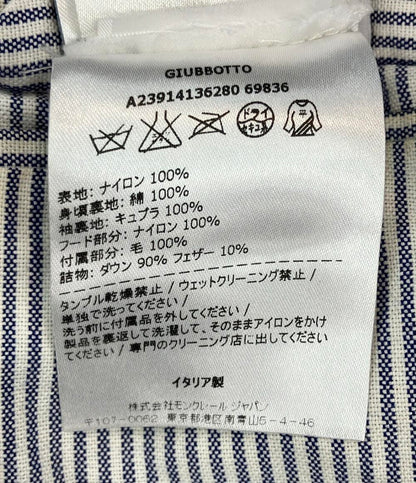 GIUBBOTTO
A23914136280 69836
ドライ
セキユ系
平
表地: ナイロン 100%
身頃裏地: 綿 100%
袖裏地: キュプラ 100%
フード部分: ナイロン 100%
付属部分: 毛 100%
詰物: ダウン 90% フェザー 10%
タンブル乾燥禁止 / ウェットクリーニング禁止 /
単独で洗ってください /
洗う前に付属品を外してください /
製品を裏返して洗濯して、そのままアイロンをかけ
てください / 専門のクリーニング店に出してください
イタリア製
株式会社モンクレール ジャパン
〒107-0062 東京都港区南青山5-4-46